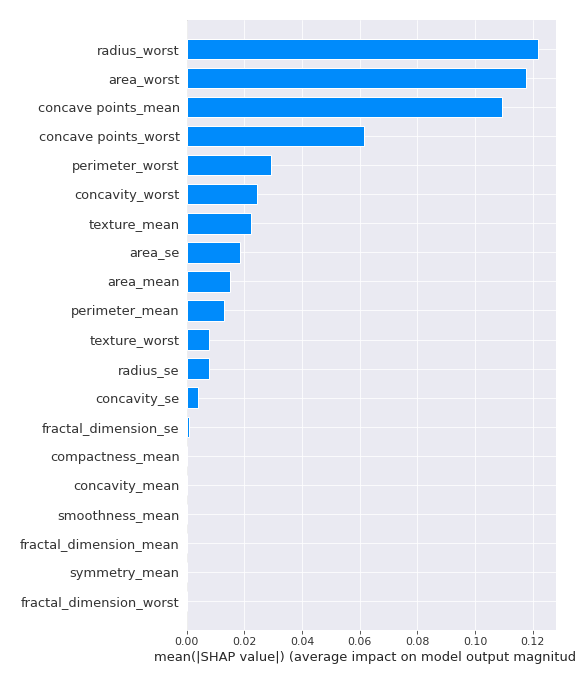 radius_worst
area_worst
concave points_mean
concave points_worst
perimeter_worst
concavity_worst
texture_mean
area_se
area_mean
perimeter_mean
texture_worst
radius_se
concavity_se
fractal_dimension_se
compactness_mean
concavity_mean
smoothness_mean
fractal_dimension_mean
symmetry_mean
fractal_dimension_worst
0.00 0.02 0.04 0.06 0.08 0.10 0.12
mean(|SHAP value|) (average impact on model output magnitud